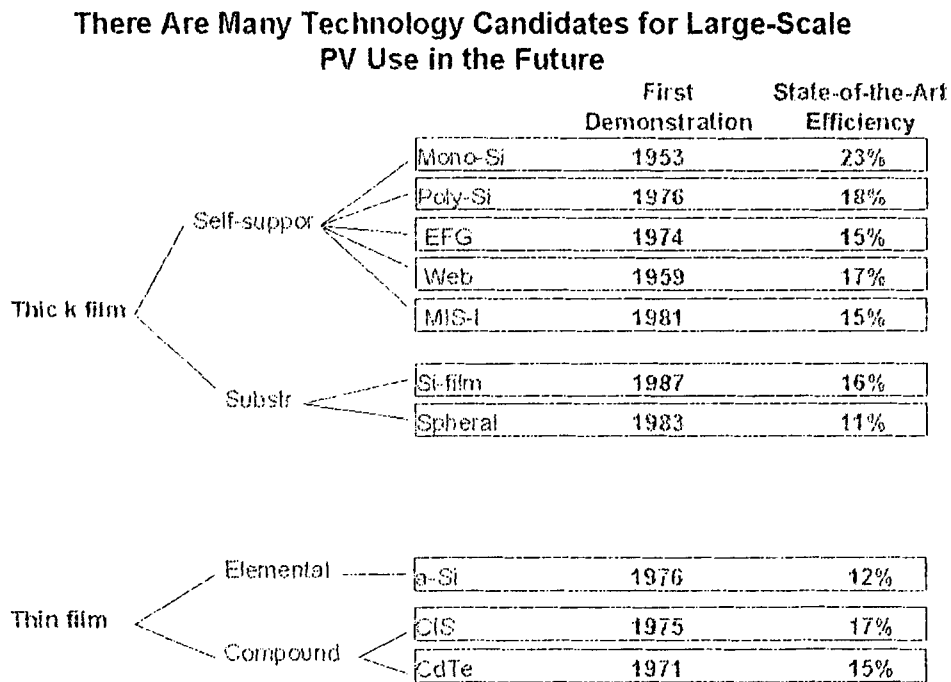 There Are Many Technology Candidates for Large-Scale
PV Use in the Future
First State-of-the-Art
Demonstration Efficiency
Mono-Si 1953 23%
Poly-Si 1976 18%
Self-suppor
EFG 1974 15%
Web 1959 17%
Thic k film
MIS-I 1981 15%
Si-film 1987 16%
Substr
Spheral 1983 11%
Elemental
a-Si 1976 12%
Thin film
CIS 1975 17%
Compound
CdTe 1971 15%